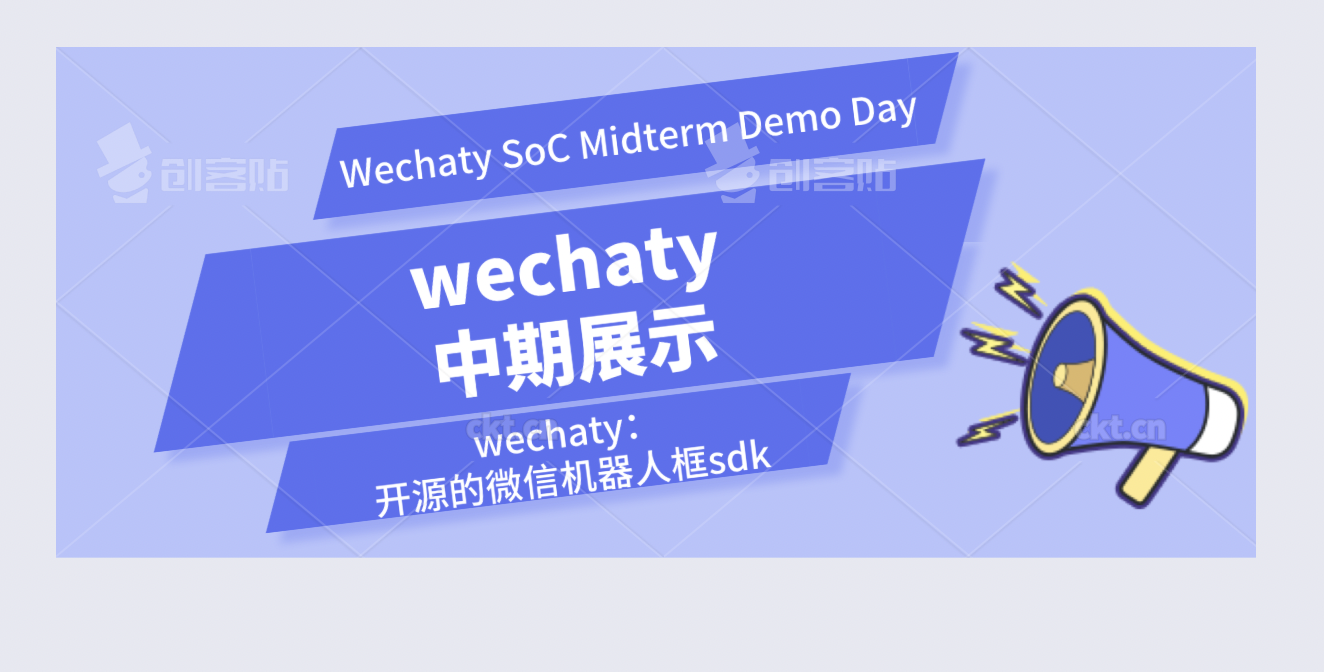 Wechaty SoC Midterm Demo Day
创客贴
创客贴
wechaty
中期展示
ckt.cn
ckt.cn
wechaty：
开源的微信机器人框sdk